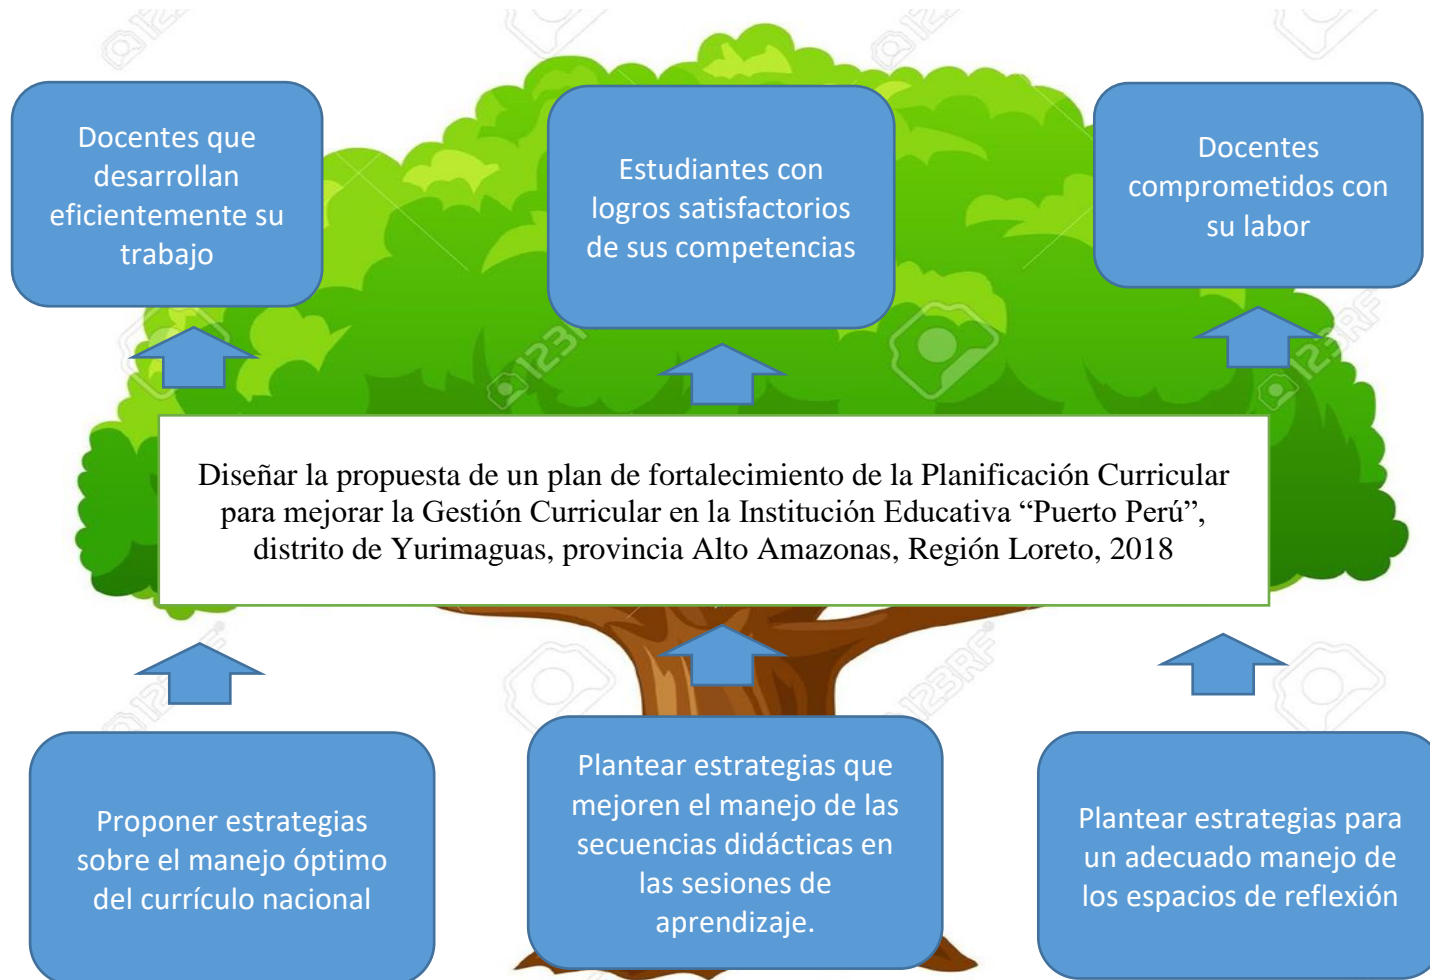 Docentes que
desarrollan
eficientemente su
trabajo
Estudiantes con
logros satisfactorios
de sus competencias
Docentes
comprometidos con
su labor
Diseñar la propuesta de un plan de fortalecimiento de la Planificación Curricular
para mejorar la Gestión Curricular en la Institución Educativa “Puerto Perú”,
distrito de Yurimaguas, provincia Alto Amazonas, Región Loreto, 2018
Proponer estrategias
sobre el manejo óptimo
del currículo nacional
Plantear estrategias que
mejoren el manejo de las
secuencias didácticas en
las sesiones de
aprendizaje.
Plantear estrategias para
un adecuado manejo de
los espacios de reflexión
123RF
123RF
123RF
123RF